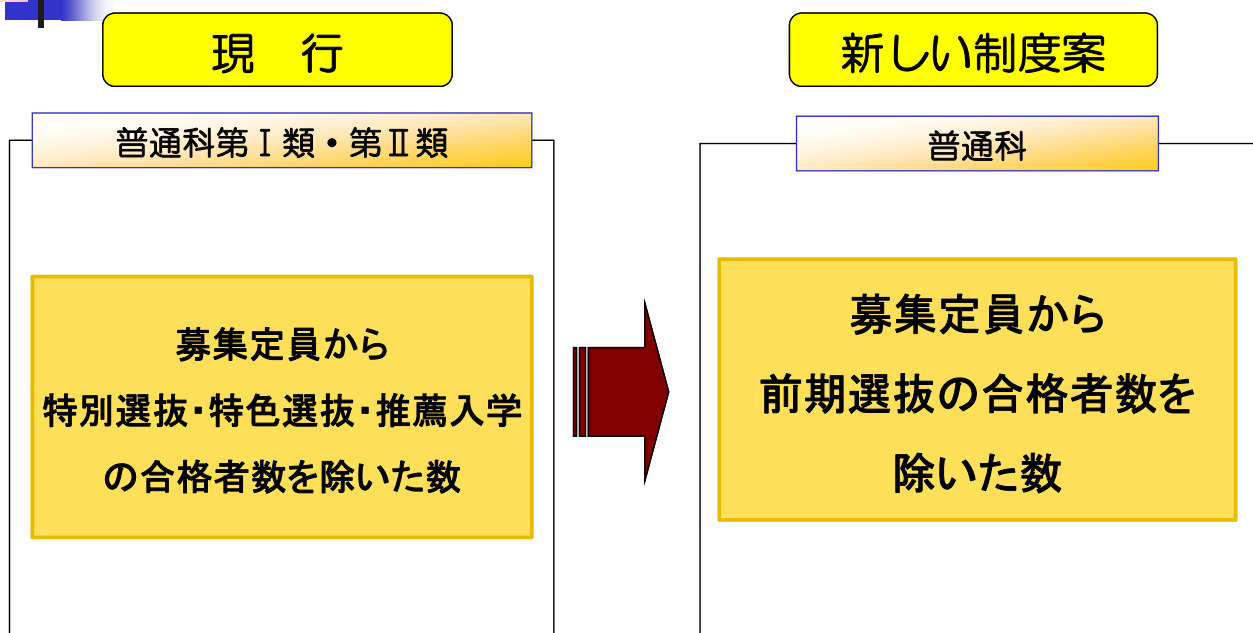 現　行
普通科第Ⅰ類・第Ⅱ類
募集定員から
特別選抜・特色選抜・推薦入学
の合格者数を除いた数
新しい制度案
普通科
募集定員から
前期選抜の合格者数を
除いた数